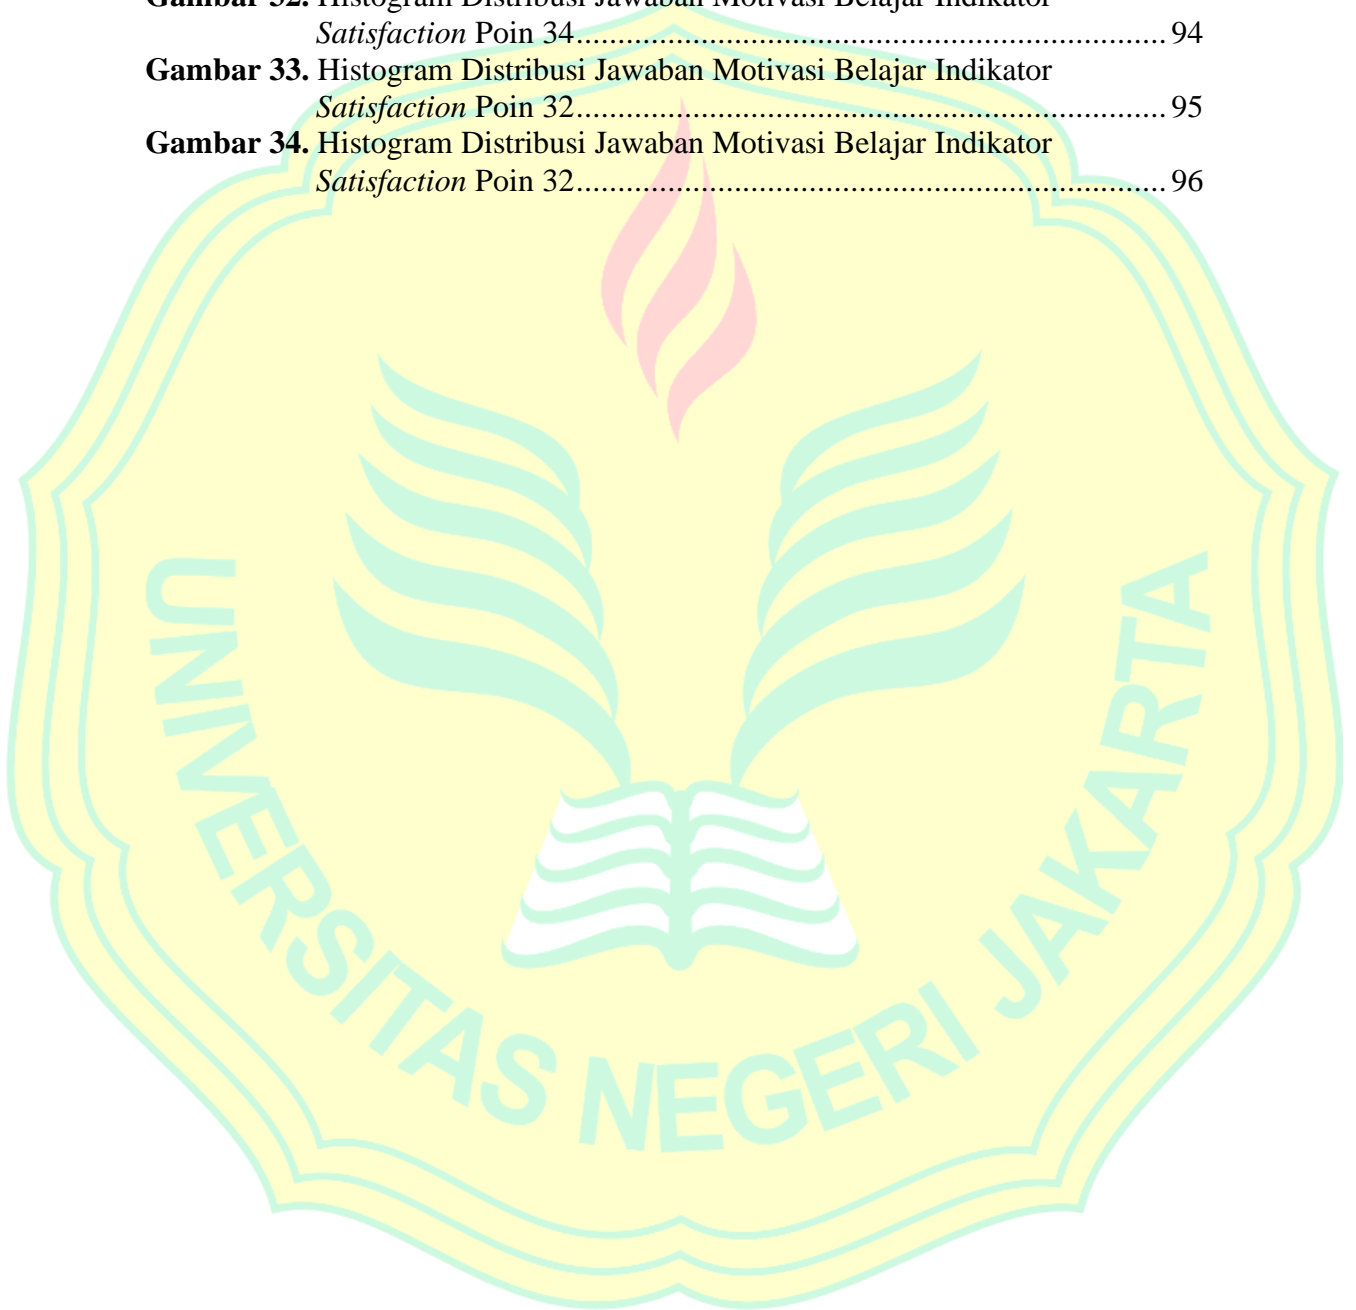 Gambar 32. Histogram Distribusi Jawaban Motivasi Belajar Indikator
Satisfaction Poin 34....................................................................... 94
Gambar 33. Histogram Distribusi Jawaban Motivasi Belajar Indikator
Satisfaction Poin 32....................................................................... 95
Gambar 34. Histogram Distribusi Jawaban Motivasi Belajar Indikator
Satisfaction Poin 32....................................................................... 96
UNIVERSITAS NEGERI JAKARTA